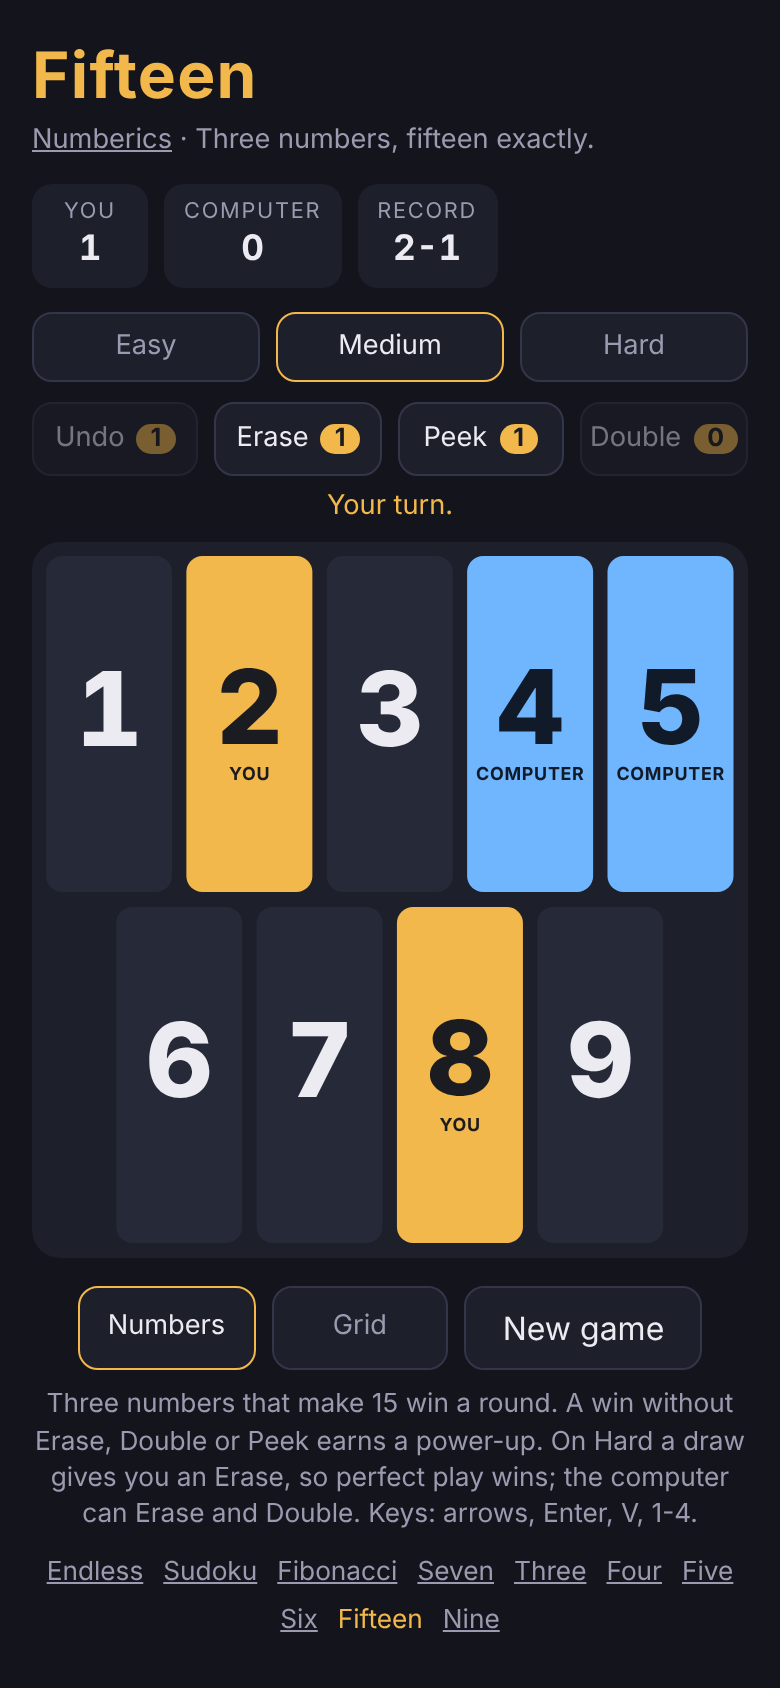 Fifteen
Numberics · Three numbers, fifteen exactly.
YOU COMPUTER RECORD
1 0 2-1
Easy Medium Hard
Undo 1 Erase 1 Peek 1 Double 0
Your turn.
1 2 3 4 5
YOU COMPUTER COMPUTER
6 7 8 9
YOU
Numbers Grid New game
Three numbers that make 15 win a round. A win without
Erase, Double or Peek earns a power-up. On Hard a draw
gives you an Erase, so perfect play wins; the computer
can Erase and Double. Keys: arrows, Enter, V, 1-4.
Endless Sudoku Fibonacci Seven Three Four Five
Six Fifteen Nine